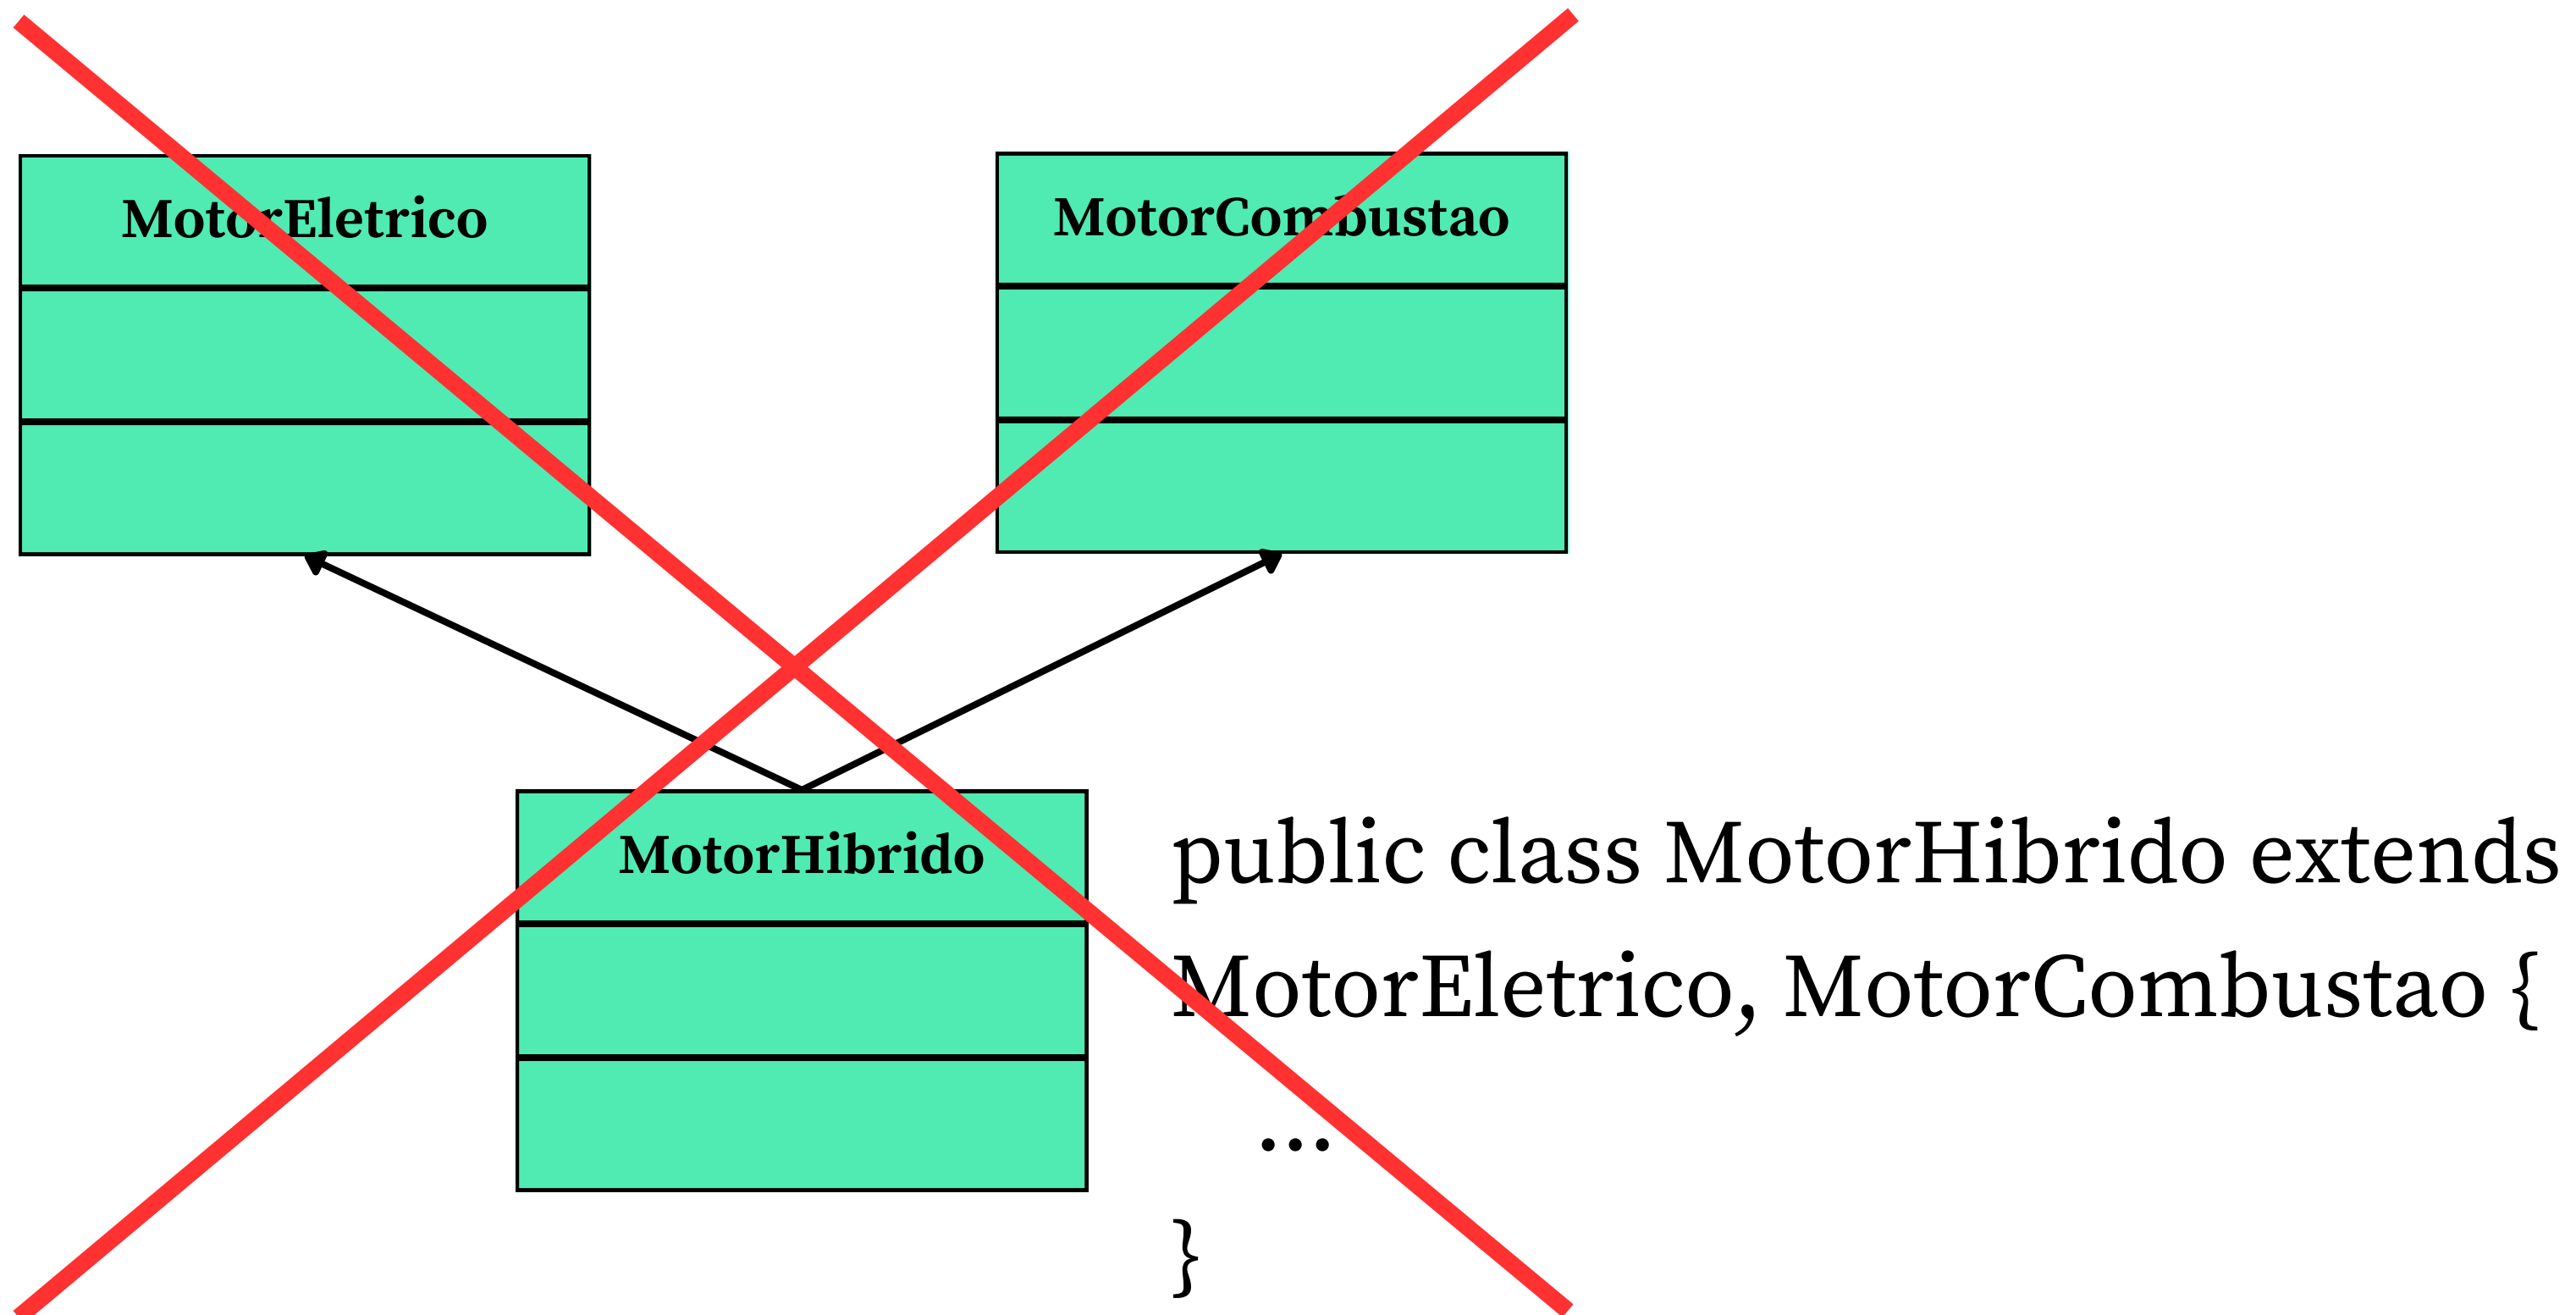 MotorEletrico
MotorCombustao
MotorHibrido
public class MotorHibrido extends
MotorEletrico, MotorCombustao {
...
}